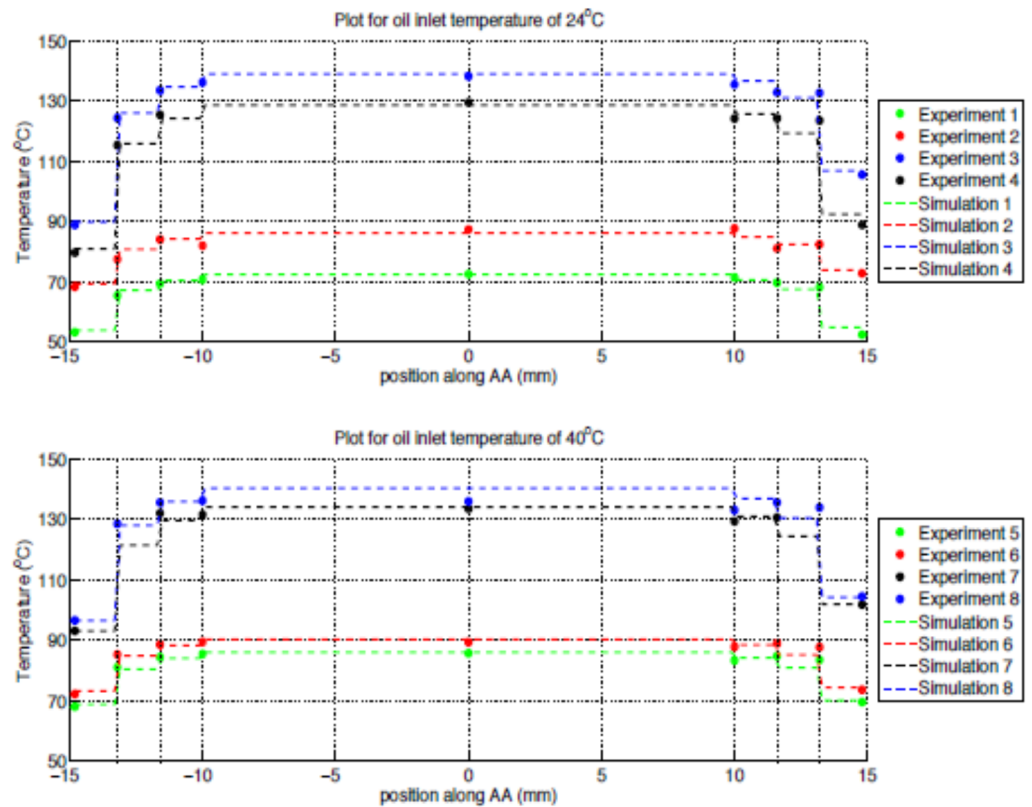 Plot for oil inlet temperature of 24°C
150
130
110
90
70
50
Temperature (°C)
−15
−10
−5
0
5
10
15
position along AA (mm)
Experiment 1
Experiment 2
Experiment 3
Experiment 4
Simulation 1
Simulation 2
Simulation 3
Simulation 4
Plot for oil inlet temperature of 40°C
150
130
110
90
70
50
Temperature (°C)
−15
−10
−5
0
5
10
15
position along AA (mm)
Experiment 5
Experiment 6
Experiment 7
Experiment 8
Simulation 5
Simulation 6
Simulation 7
Simulation 8